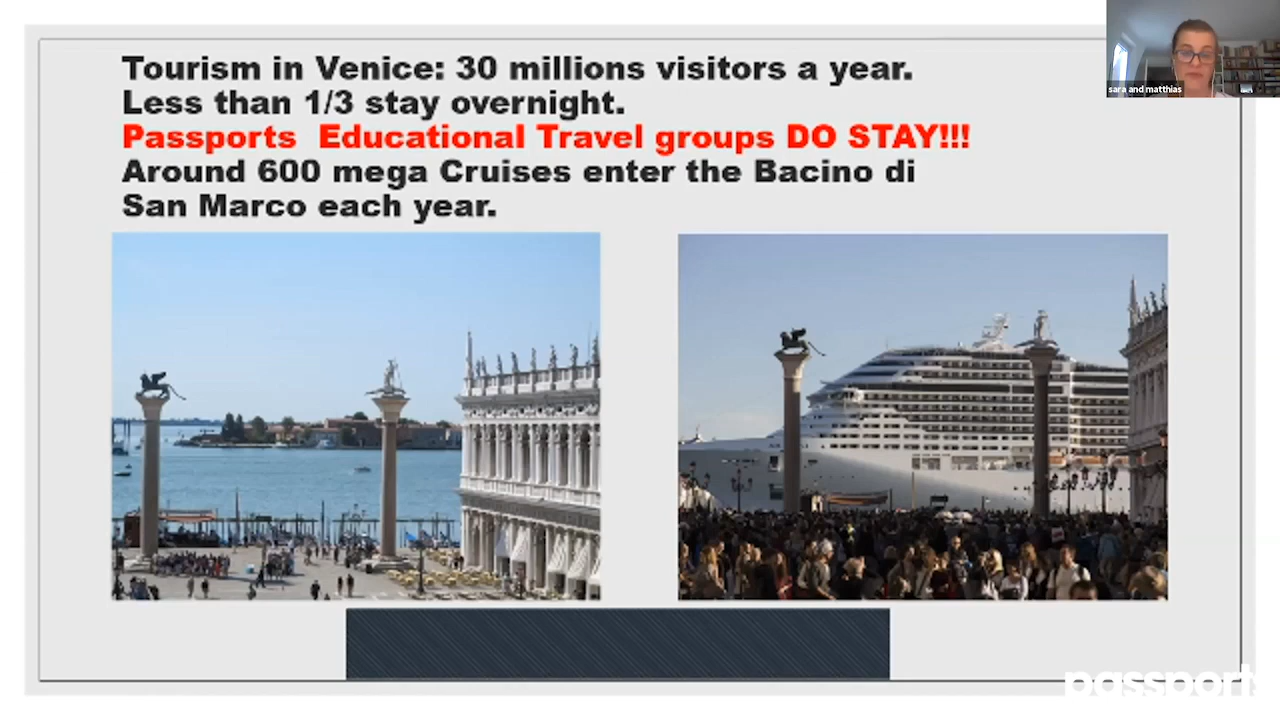 Tourism in Venice: 30 millions visitors a year.
Less than 1/3 stay overnight.
Passports Educational Travel groups DO STAY!!!
Around 600 mega Cruises enter the Bacino di
San Marco each year.
sara and matthias
passports